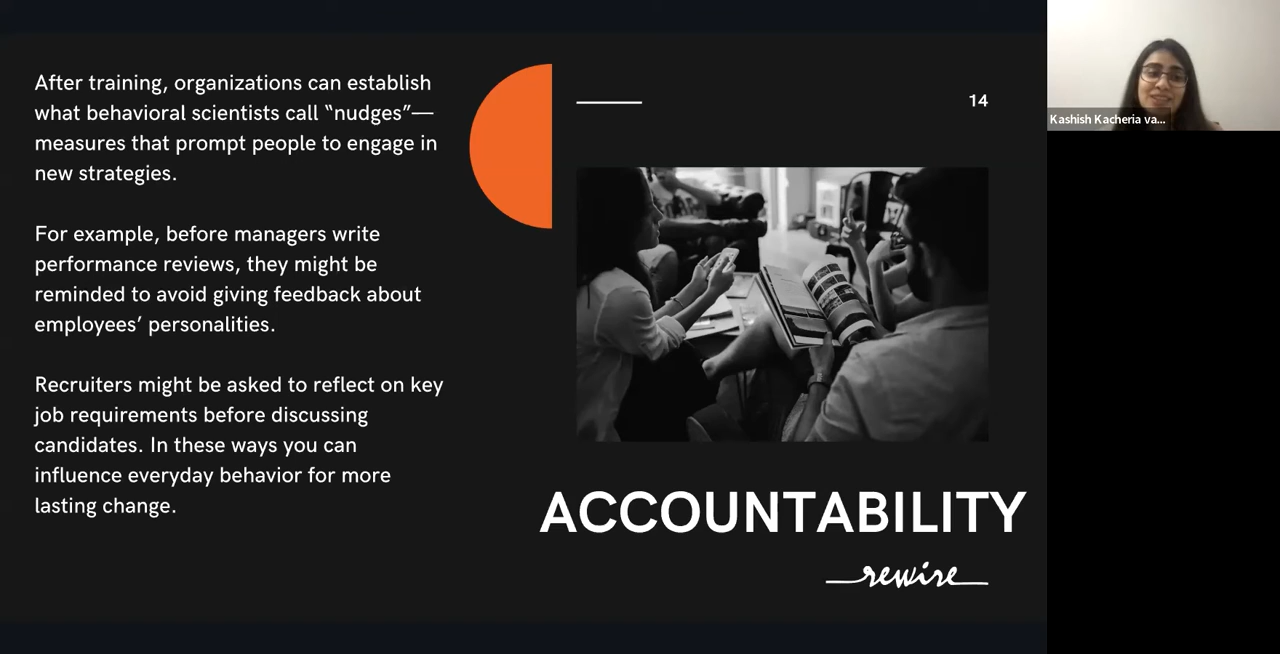 After training, organizations can establish
what behavioral scientists call “nudges”—
measures that prompt people to engage in
new strategies.
For example, before managers write
performance reviews, they might be
reminded to avoid giving feedback about
employees’ personalities.
Recruiters might be asked to reflect on key
job requirements before discussing
candidates. In these ways you can
influence everyday behavior for more
lasting change.
14
ACCOUNTABILITY
rewire
Kashish Kacheria va...